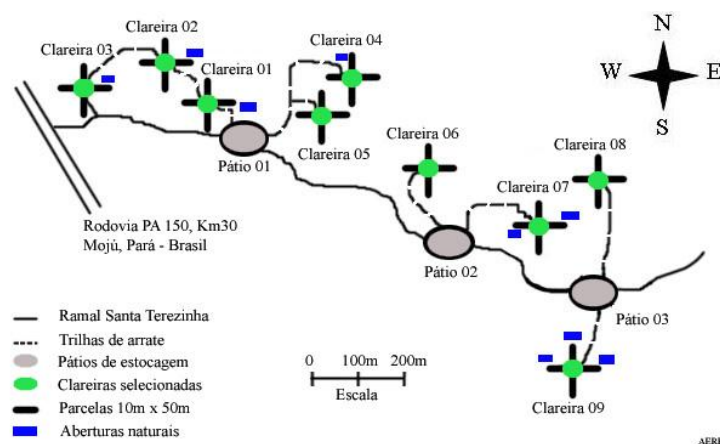 Clareira 02
Clareira 03
Clareira 01
Clareira 04
N
W E
S
Clareira 05
Pátio 01
Clareira 06
Clareira 08
Clareira 07
Rodovia PA 150, Km30
Mojú, Pará - Brasil
Pátio 02
Pátio 03
Ramal Santa Terezinha
Trilhas de arrate
Pátios de estocagem
Clareiras selecionadas
Parcelas 10m x 50m
Aberturas naturais
0 100m 200m
Escala
Clareira 09